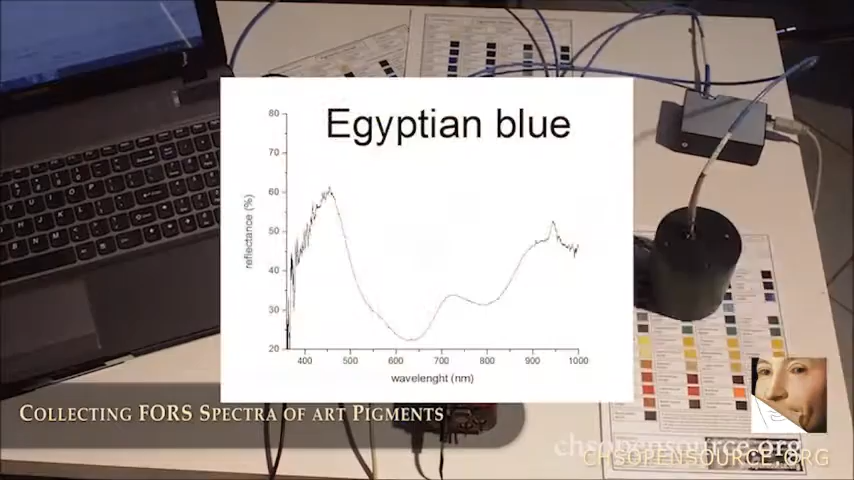 Egyptian blue
80
70
60
50
40
30
20
reflectance (%)
400 500 600 700 800 900 1000
wavelenght (nm)
Collecting FORS Spectra of art Pigments
chsopensource.org
chsopensource.org